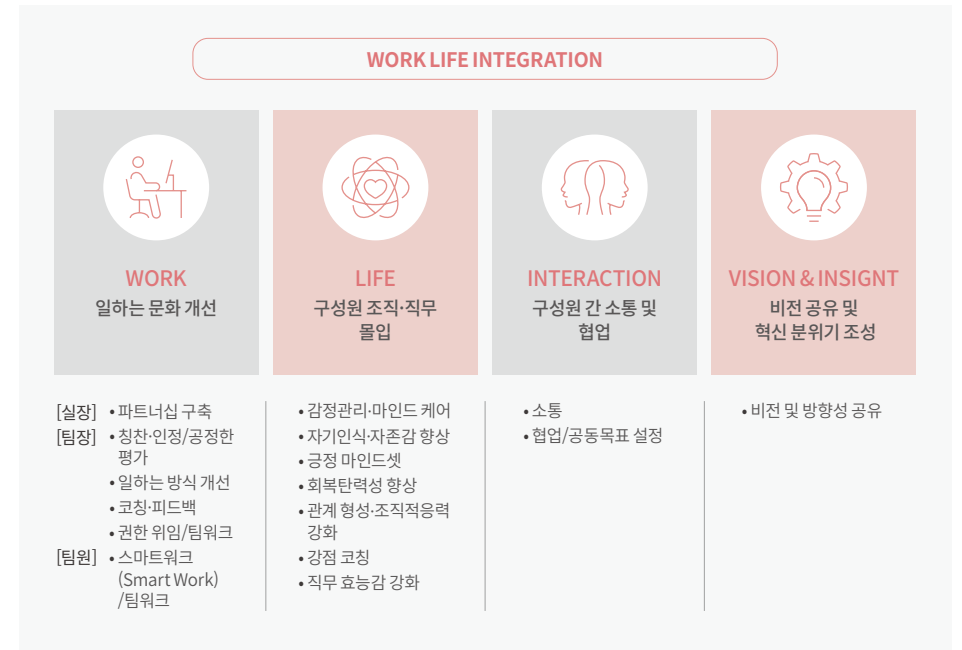 WORK LIFE INTEGRATION
WORK
일하는 문화 개선
LIFE
구성원 조직·직무
몰입
INTERACTION
구성원 간 소통 및
협업
VISION & INSIGNT
비전 공유 및
혁신 분위기 조성
[실장] • 파트너십 구축
[팀장] • 칭찬·인정/공정한
평가
• 일하는 방식 개선
• 코칭·피드백
• 권한 위임/팀워크
[팀원] • 스마트워크
(Smart Work)
/팀워크
• 감정관리·마인드 케어
• 자기인식·자존감 향상
• 긍정 마인드셋
• 회복탄력성 향상
• 관계 형성·조직적응력
강화
• 강점 코칭
• 직무 효능감 강화
• 소통
• 협업/공동목표 설정
• 비전 및 방향성 공유